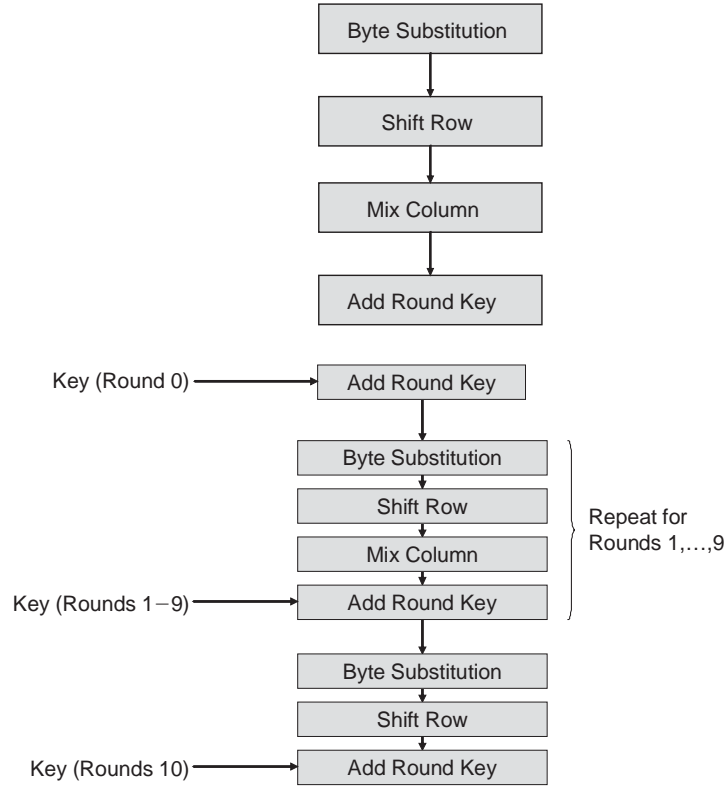 Byte Substitution
Shift Row
Mix Column
Add Round Key
Key (Round 0)
Add Round Key
Byte Substitution
Shift Row
Mix Column
Add Round Key
Repeat for
Rounds 1,...,9
Key (Rounds 1–9)
Byte Substitution
Shift Row
Key (Rounds 10)
Add Round Key